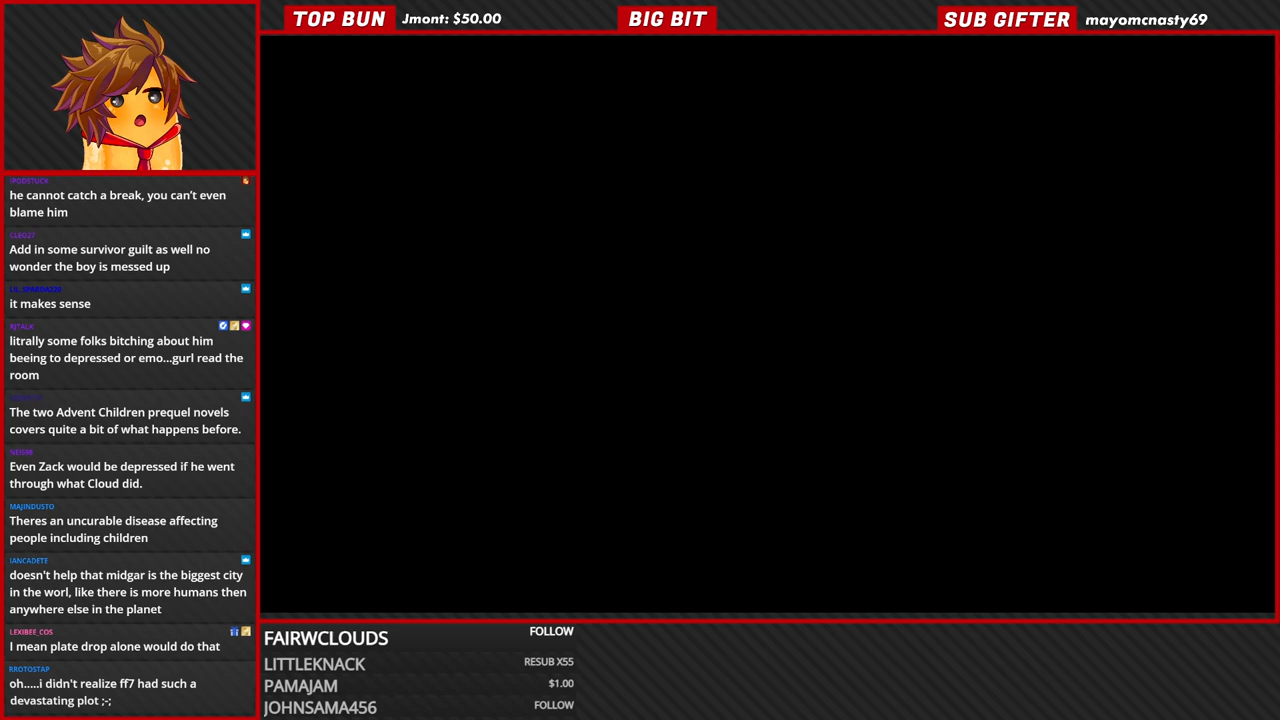 TOP BUN Jmont: $50.00 BIG BIT SUB GIFTER mayomcnasty69
IPODSTUCK
he cannot catch a break, you can't even
blame him
CLEO27
Add in some survivor guilt as well no
wonder the boy is messed up
it makes sense
RJTALK
litrally some folks bitching about him
beeing to depressed or emo...gurl read the
room
The two Advent Children prequel novels
covers quite a bit of what happens before.
Even Zack would be depressed if he went
through what Cloud did.
MAJINDUSTO
Theres an uncurable disease affecting
people including children
IANCADETE
doesn't help that midgar is the biggest city
in the worl, like there is more humans then
anywhere else in the planet
LEXIBEE_COS
I mean plate drop alone would do that
RROTOSTAP
oh.....i didn't realize ff7 had such a
devastating plot ;-;
FAIRWCLOUDS FOLLOW
LITTLEKNACK RESUB X55
PAMAJAM $1.00
JOHNSAMA456 FOLLOW